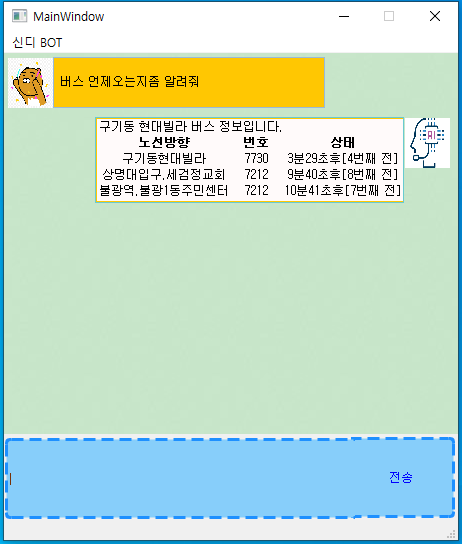 MainWindow
신디 BOT
버스 언제오는지좀 알려줘
구기동 현대빌라 버스 정보입니다.
노선방향 번호 상태
구기동현대빌라 7730 3분29초후[4번째 전]
상명대입구.세검정교회 7212 9분40초후[8번째 전]
불광역.불광1동주민센터 7212 10분41초후[7번째 전]
AI
전송